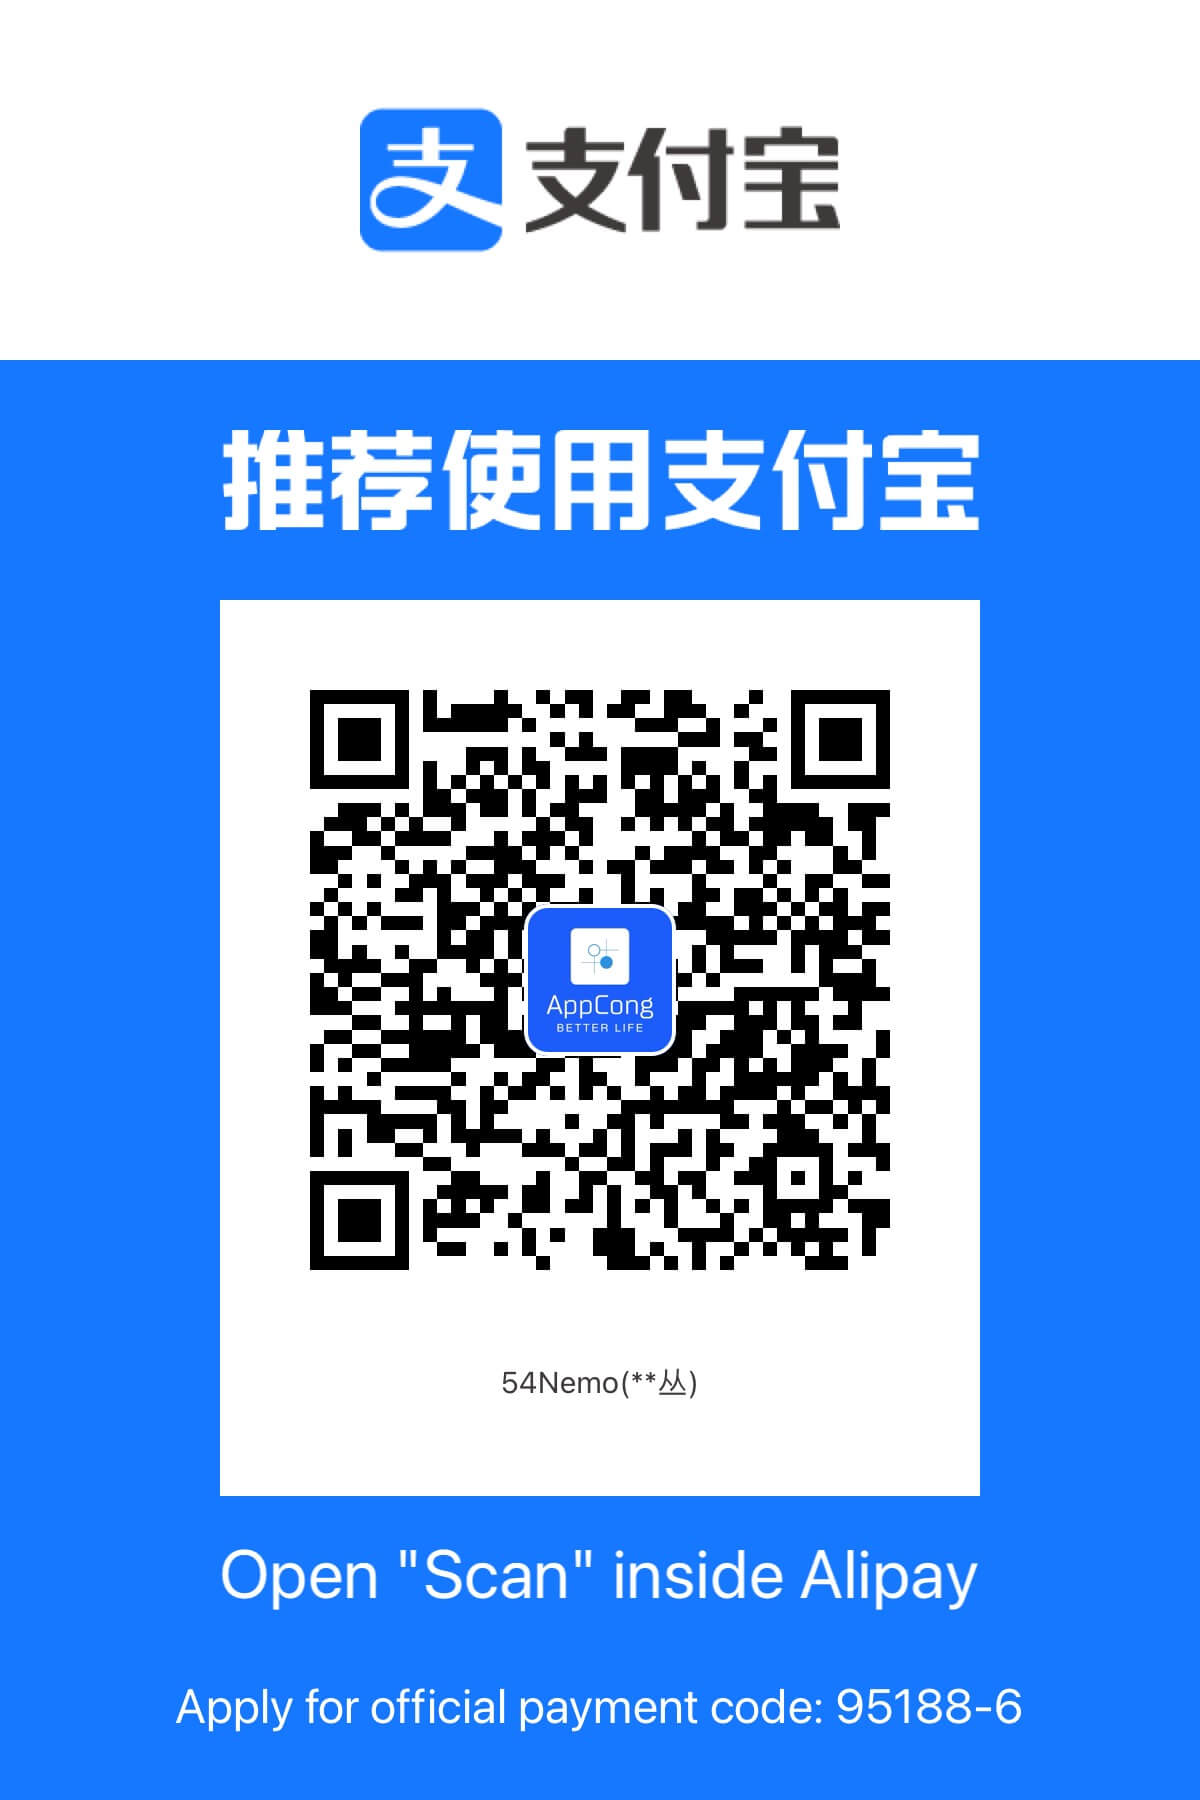 支 支付宝
推荐使用支付宝
AppCong
BETTER LIFE
54Nemo(**丛)
Open "Scan" inside Alipay
Apply for official payment code: 95188-6